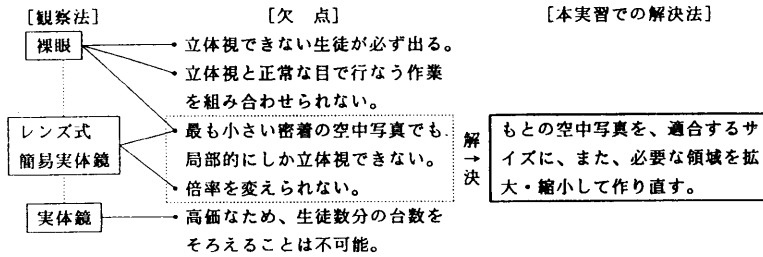 [観察法]
[欠 点]
[本実習での解決法]
裸眼
・立体視できない生徒が必ず出る。
・立体視と正常な目で行なう作業
を組み合わせられない。
レンズ式
簡易実体鏡
・最も小さい密着の空中写真でも、
局部的にしか立体視できない。
・倍率を変えられない。
解→決
もとの空中写真を、適合するサ
イズに、また、必要な領域を拡
大・縮小して作り直す。
実体鏡
・高価なため、生徒数分の台数を
そろえることは不可能。